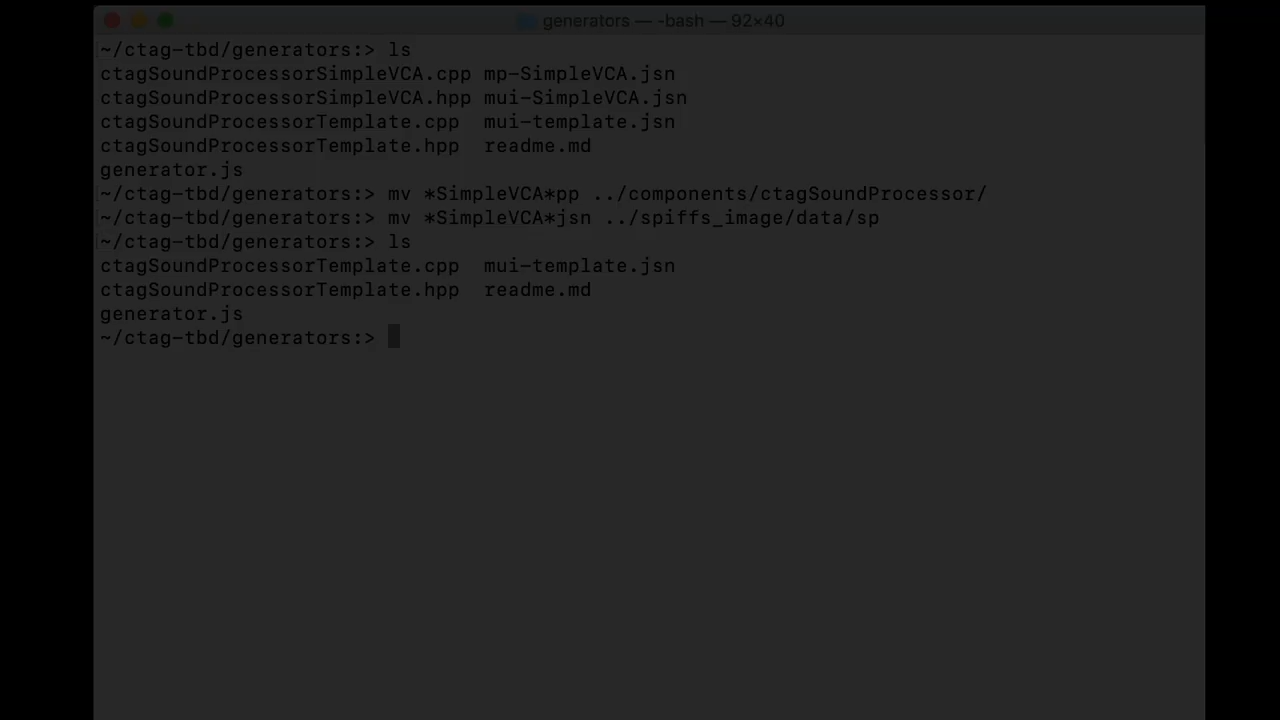 generators — -bash — 92×40
~/ctag-tbd/generators:> ls
ctagSoundProcessorSimpleVCA.cpp mp-SimpleVCA.jsn
ctagSoundProcessorSimpleVCA.hpp mui-SimpleVCA.jsn
ctagSoundProcessorTemplate.cpp  mui-template.jsn
ctagSoundProcessorTemplate.hpp  readme.md
generator.js
~/ctag-tbd/generators:> mv *SimpleVCA*pp ../components/ctagSoundProcessor/
~/ctag-tbd/generators:> mv *SimpleVCA*jsn ../spiffs_image/data/sp
~/ctag-tbd/generators:> ls
ctagSoundProcessorTemplate.cpp  mui-template.jsn
ctagSoundProcessorTemplate.hpp  readme.md
generator.js
~/ctag-tbd/generators:>